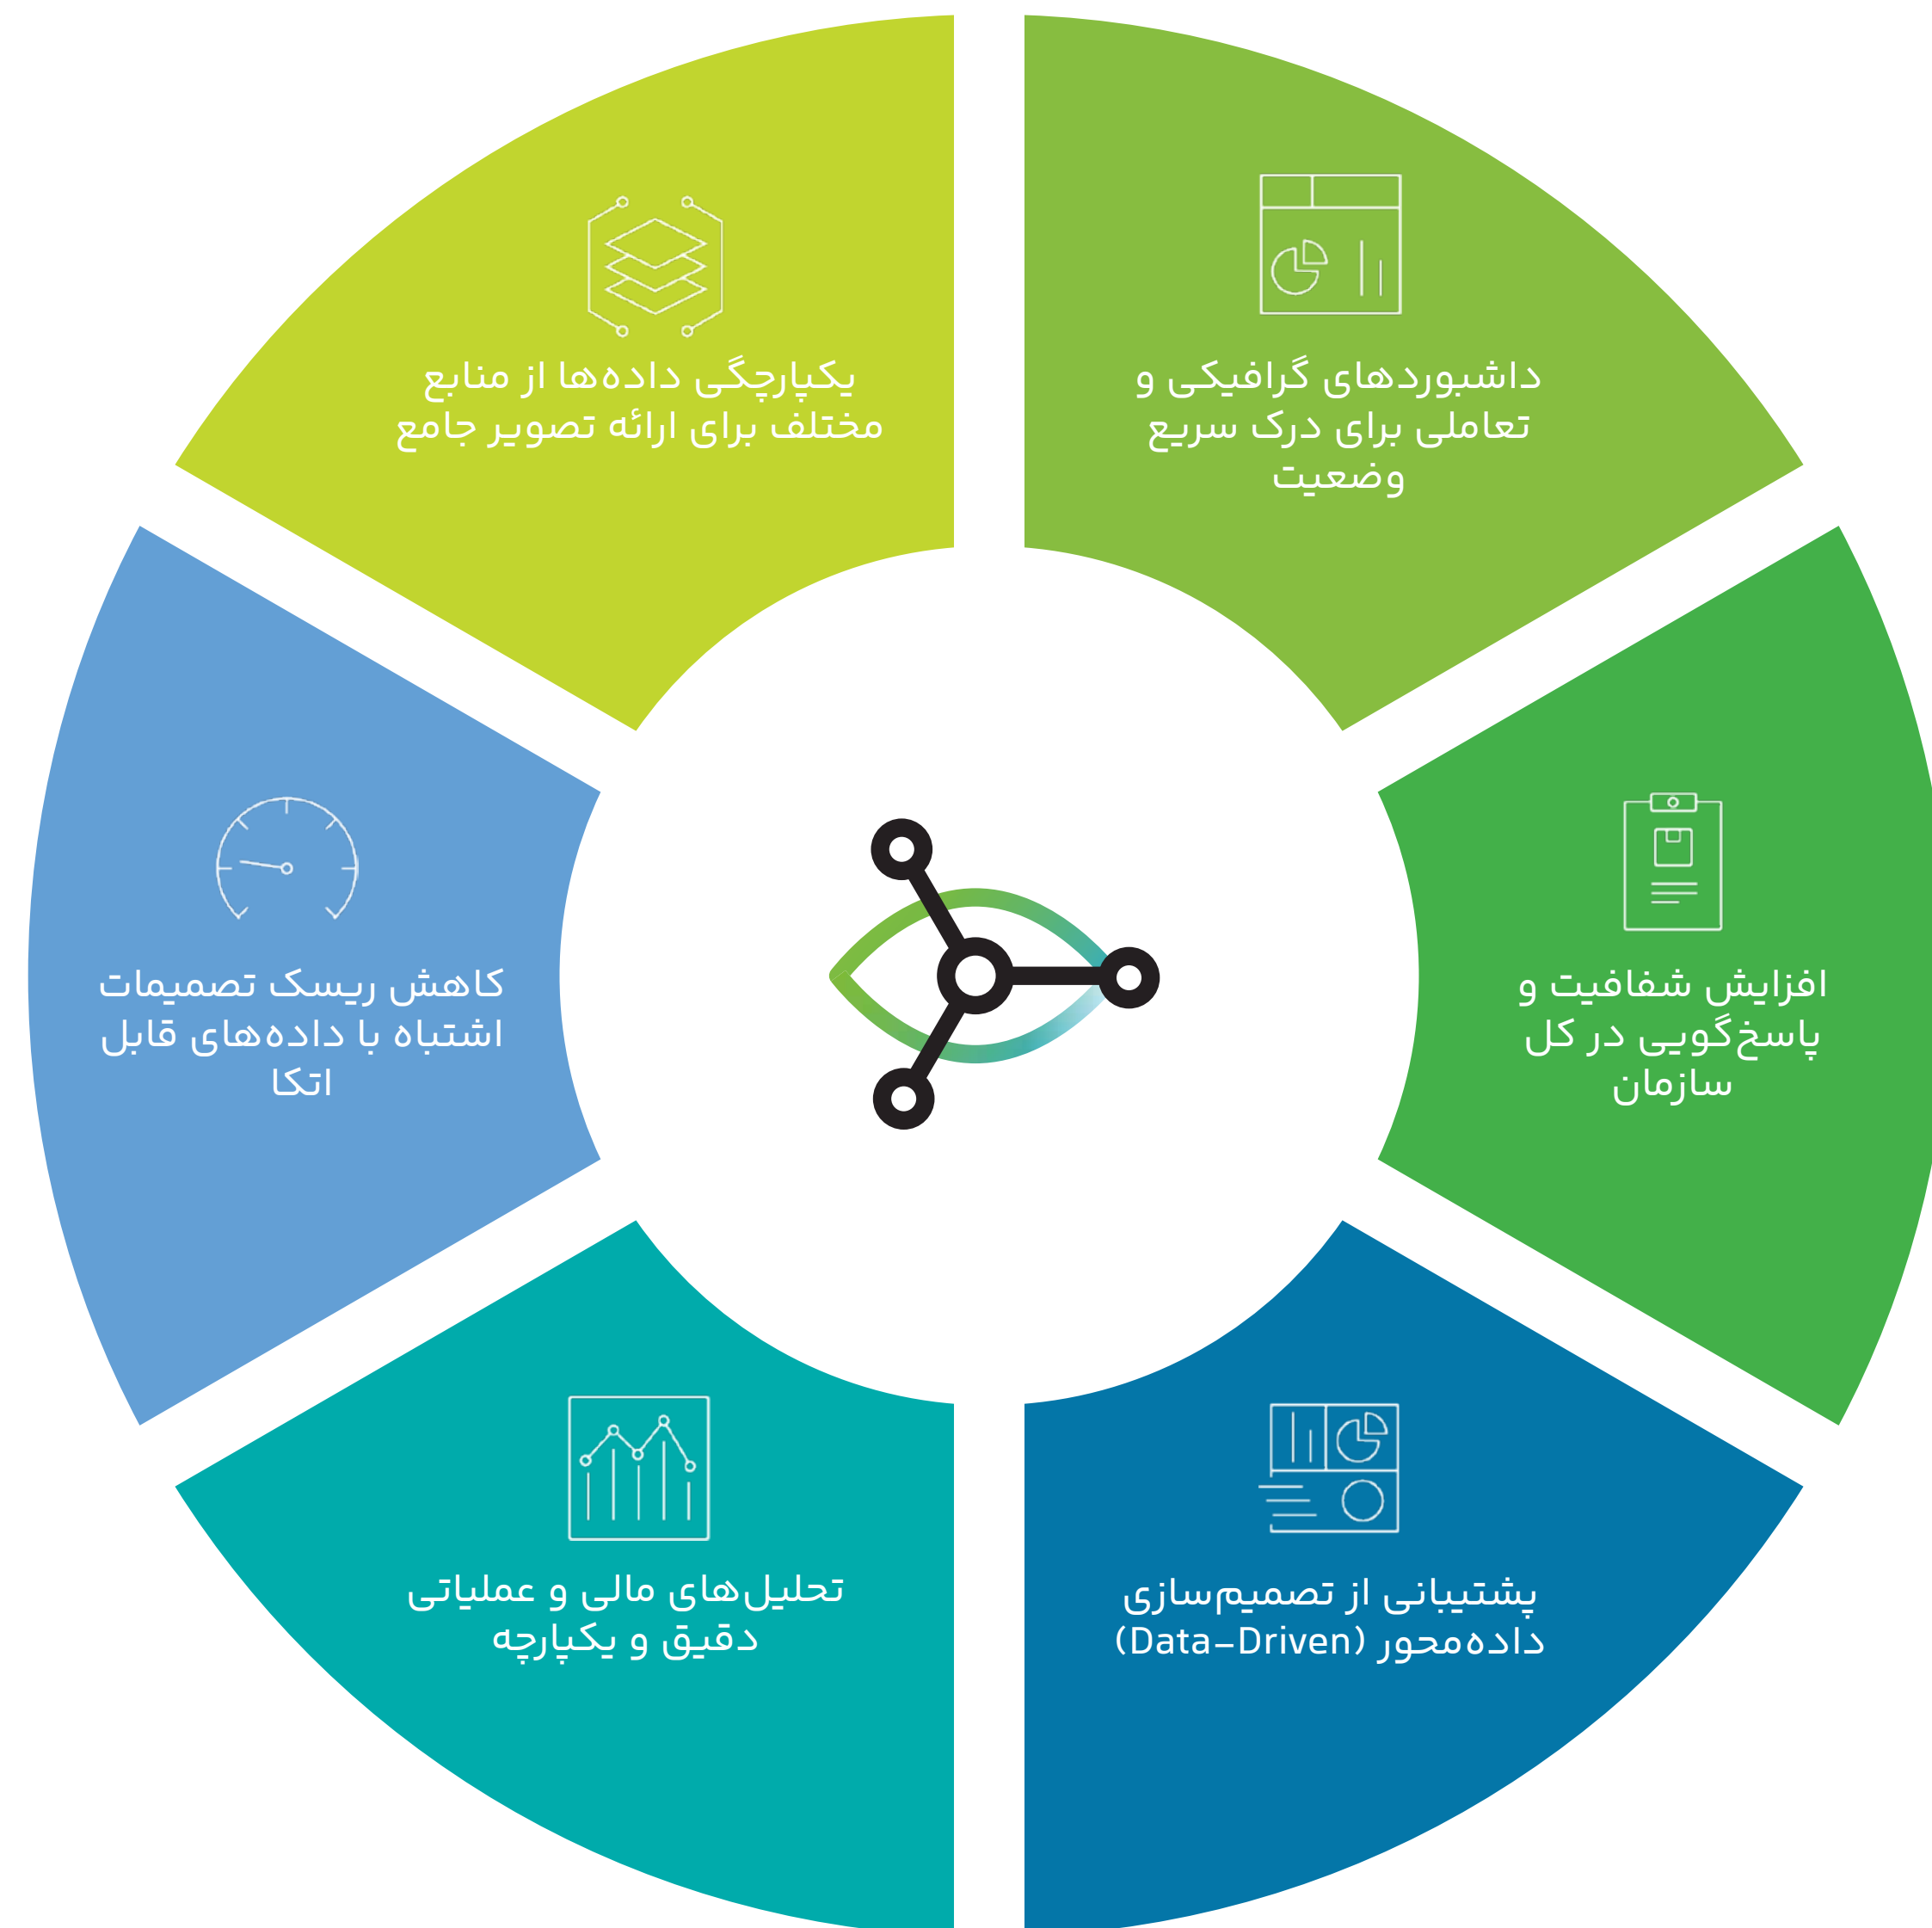 داشبوردهای گرافیکی و
تعاملی برای درک سریع
وضعیت
یکپارچگی داده‌ها از منابع
مختلف برای ارائه تصویر جامع
افزایش شفافیت و
پاسخ‌گویی در کل
سازمان
کاهش ریسک تصمیمات
اشتباه با داده‌های قابل
اتکا
پشتیبانی از تصمیم‌سازی
داده‌محور (Data-Driven)
تحلیل‌های مالی و عملیاتی
دقیق و یکپارچه